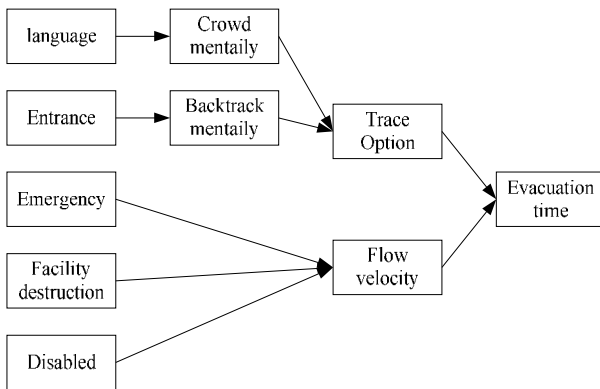 language
Crowd
mentaily
Entrance
Backtrack
mentaily
Trace
Option
Emergency
Evacuation
time
Facility
destruction
Flow
velocity
Disabled